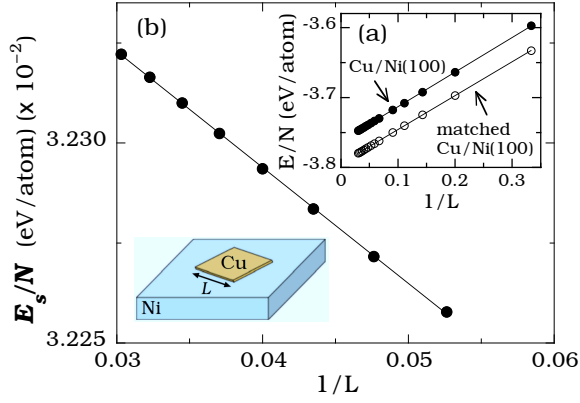 (b)
(a)
-3.6
-3.7
-3.8
E/N (eV/atom)
Cu/Ni(100)
matched
Cu/Ni(100)
0 0.1 0.2 0.3
1/L
3.230
3.225
E_s/N (eV/atom) (x 10⁻²)
Cu
L
Ni
0.03 0.04 0.05 0.06
1/L